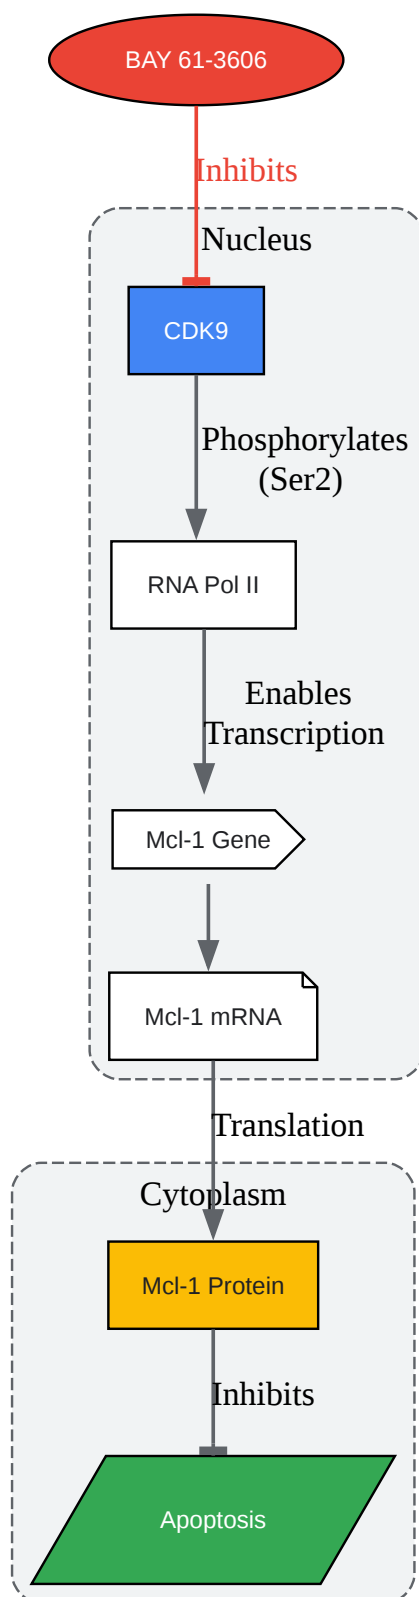 BAY 61-3606
Inhibits
Nucleus
CDK9
Phosphorylates
(Ser2)
RNA Pol II
Enables
Transcription
Mcl-1 Gene
Mcl-1 mRNA
Translation
Cytoplasm
Mcl-1 Protein
Inhibits
Apoptosis